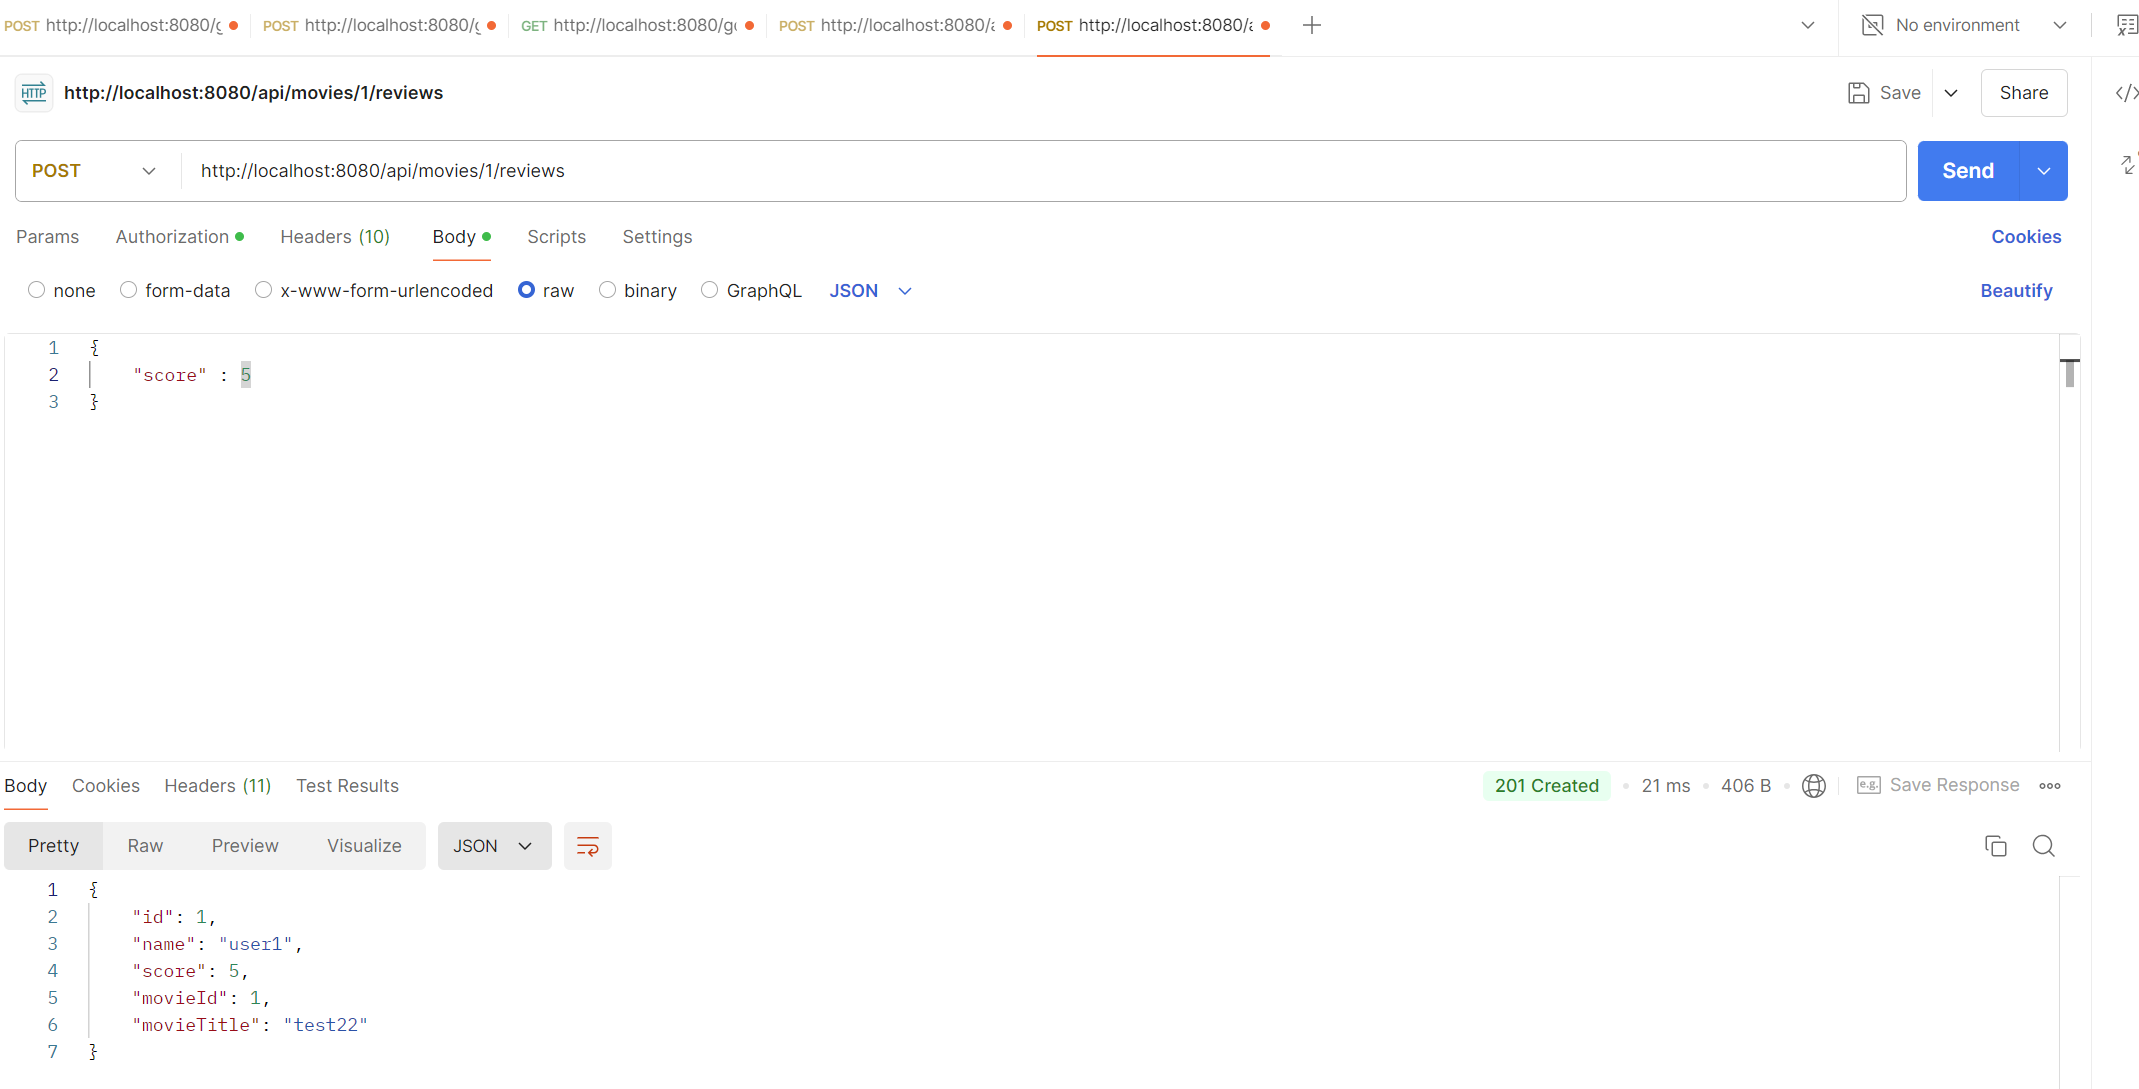 POST http://localhost:8080/g POST http://localhost:8080/g GET http://localhost:8080/g POST http://localhost:8080/a POST http://localhost:8080/a No environment
HTTP http://localhost:8080/api/movies/1/reviews Save Share
POST http://localhost:8080/api/movies/1/reviews Send
Params Authorization Headers (10) Body Scripts Settings Cookies
none form-data x-www-form-urlencoded raw binary GraphQL JSON Beautify
1 {
2 "score" : 5
3 }
Body Cookies Headers (11) Test Results 201 Created 21 ms 406 B e.g. Save Response
Pretty Raw Preview Visualize JSON
1 {
2 "id": 1,
3 "name": "user1",
4 "score": 5,
5 "movieId": 1,
6 "movieTitle": "test22"
7 }